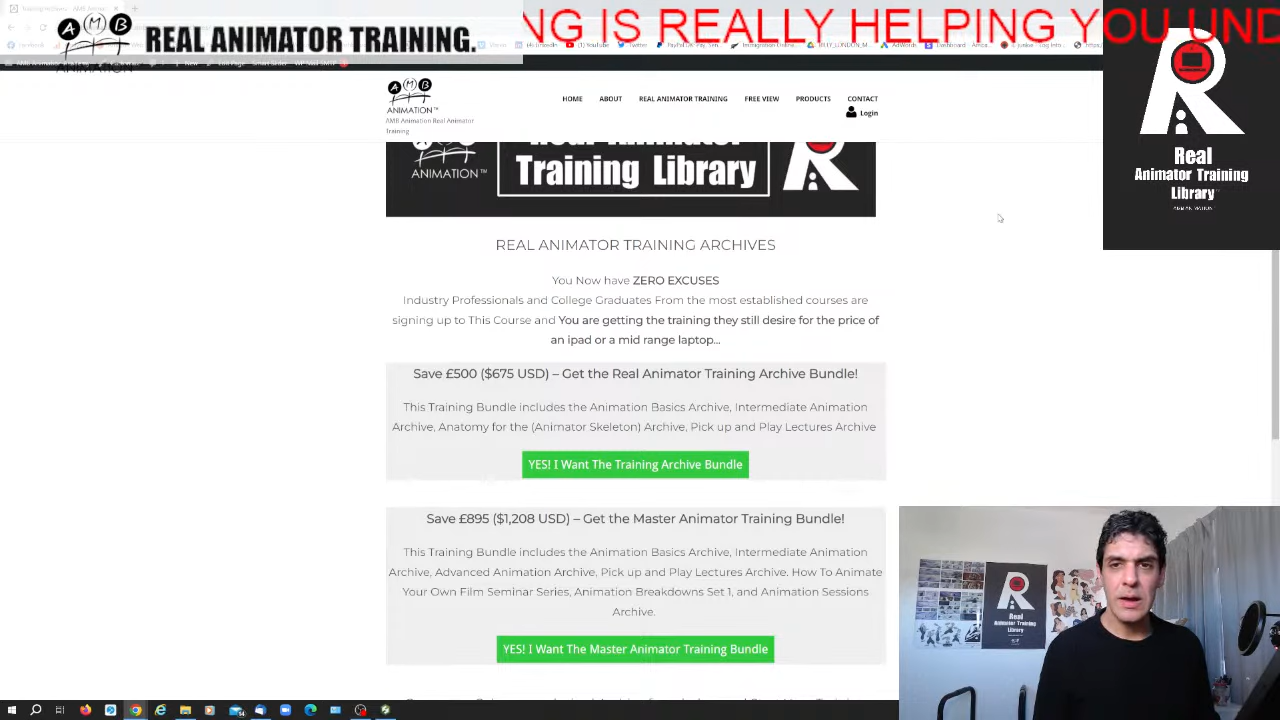 REAL ANIMATOR TRAINING.
NG IS REALLY, HELPING YOU UND
AMB
ANIMATION™
AMB Animation Real Animator
Training
HOME ABOUT REAL ANIMATOR TRAINING FREE VIEW PRODUCTS CONTACT
Login
R
Real
Animator Training
Library
ANIMATION™
Real Animator
Training Library
REAL ANIMATOR TRAINING ARCHIVES
You Now have ZERO EXCUSES
Industry Professionals and College Graduates From the most established courses are
signing up to This Course and You are getting the training they still desire for the price of
an ipad or a mid range laptop...
Save £500 ($675 USD) – Get the Real Animator Training Archive Bundle!
This Training Bundle includes the Animation Basics Archive, Intermediate Animation
Archive, Anatomy for the (Animator Skeleton) Archive, Pick up and Play Lectures Archive
YES! I Want The Training Archive Bundle
Save £895 ($1,208 USD) – Get the Master Animator Training Bundle!
This Training Bundle includes the Animation Basics Archive, Intermediate Animation
Archive, Advanced Animation Archive, Pick up and Play Lectures Archive. How To Animate
Your Own Film Seminar Series, Animation Breakdowns Set 1, and Animation Sessions
Archive.
YES! I Want The Master Animator Training Bundle
R
Real
Animator Training
Library